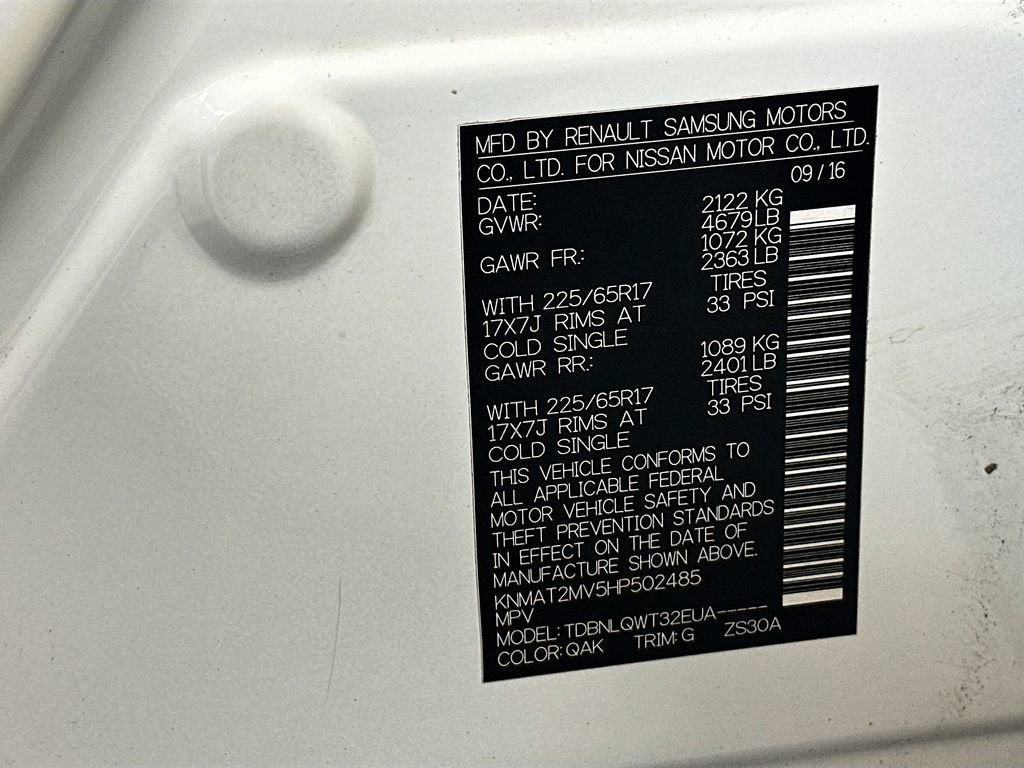 MFD BY RENAULT SAMSUNG MOTORS
CO., LTD. FOR NISSAN MOTOR CO., LTD.
DATE: 09 / 16
GVWR: 2122 KG
4679 LB
GAWR FR.: 1072 KG
2363 LB
WITH 225/65R17 TIRES
17X7J RIMS AT 33 PSI
COLD SINGLE
GAWR RR.: 1089 KG
2401 LB
WITH 225/65R17 TIRES
17X7J RIMS AT 33 PSI
COLD SINGLE
THIS VEHICLE CONFORMS TO
ALL APPLICABLE FEDERAL
MOTOR VEHICLE SAFETY AND
THEFT PREVENTION STANDARDS
IN EFFECT ON THE DATE OF
MANUFACTURE SHOWN ABOVE.
KNMAT2MV5HP502485
MPV
MODEL: TDBNLQWT32EUA-----
COLOR: QAK TRIM: G ZS30A